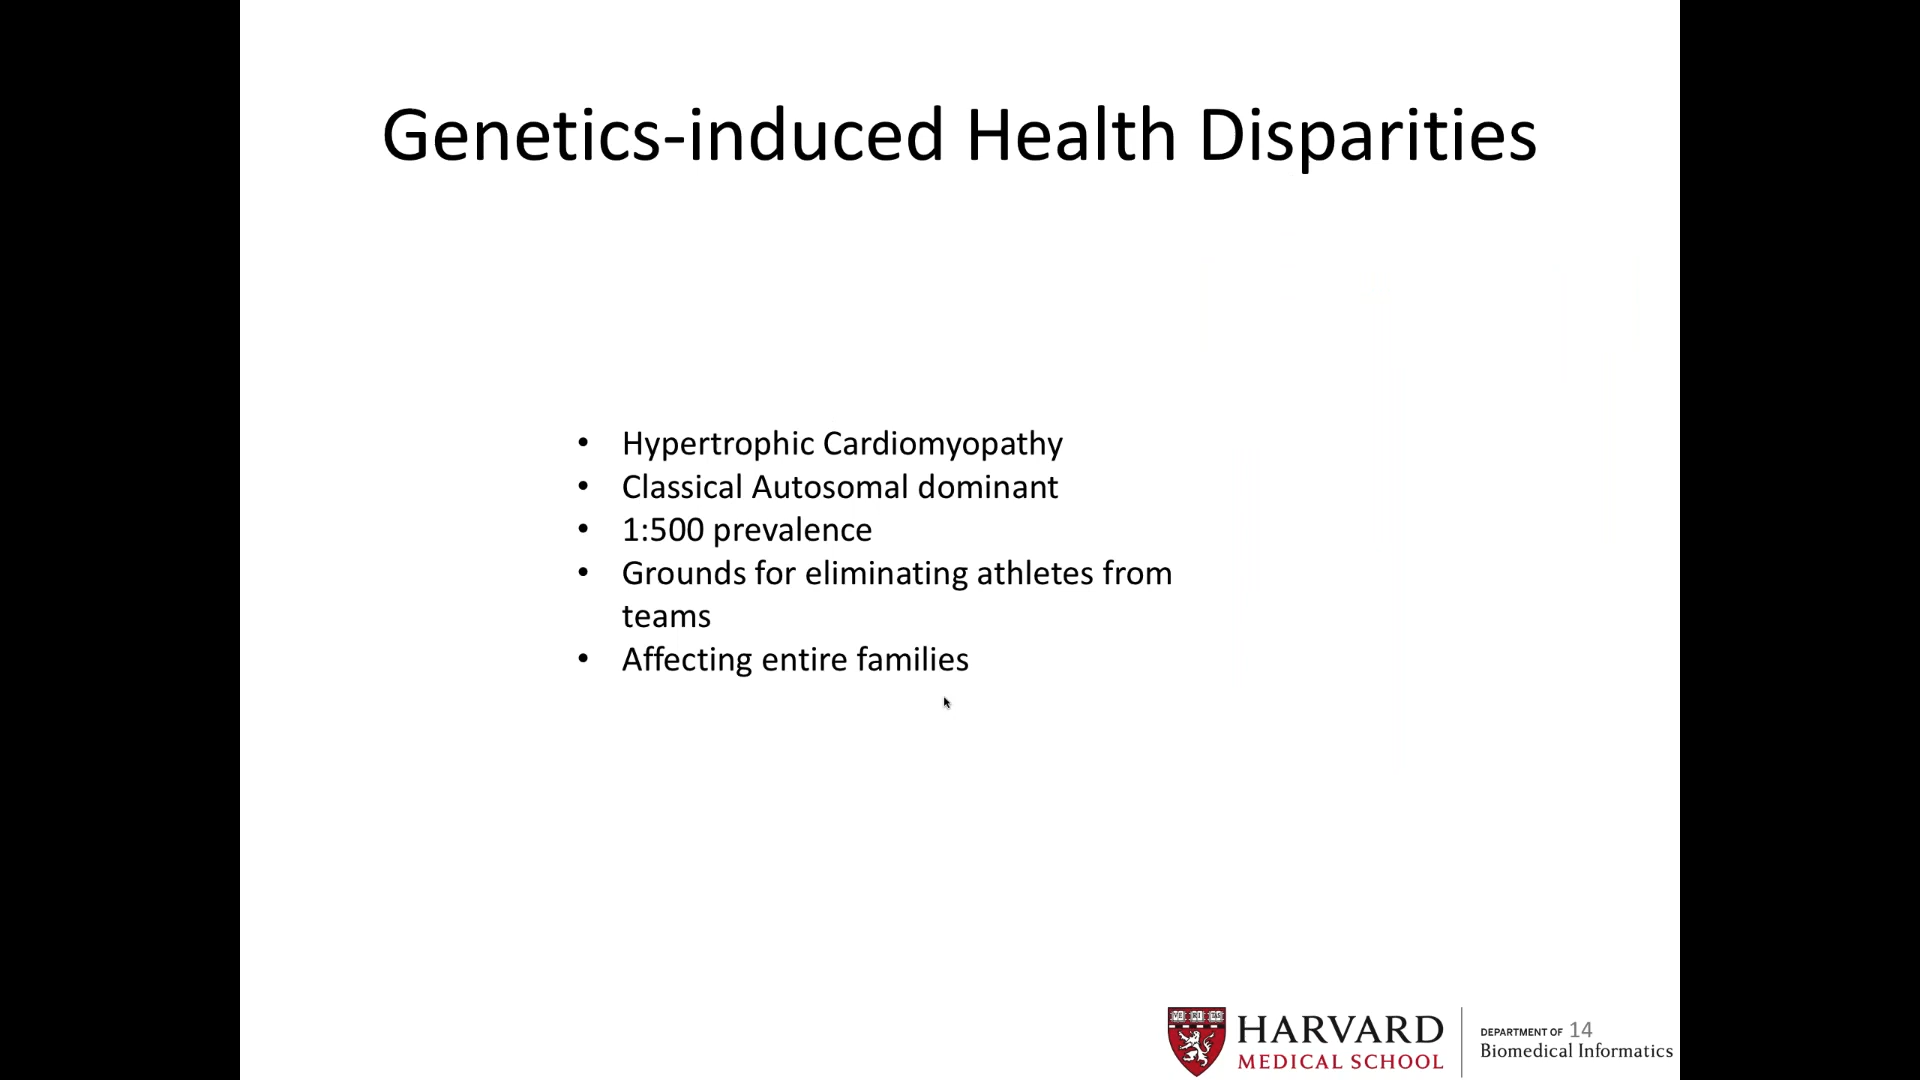 Genetics-induced Health Disparities
• Hypertrophic Cardiomyopathy
• Classical Autosomal dominant
• 1:500 prevalence
• Grounds for eliminating athletes from
teams
• Affecting entire families
HARVARD
MEDICAL SCHOOL
DEPARTMENT OF 14
Biomedical Informatics